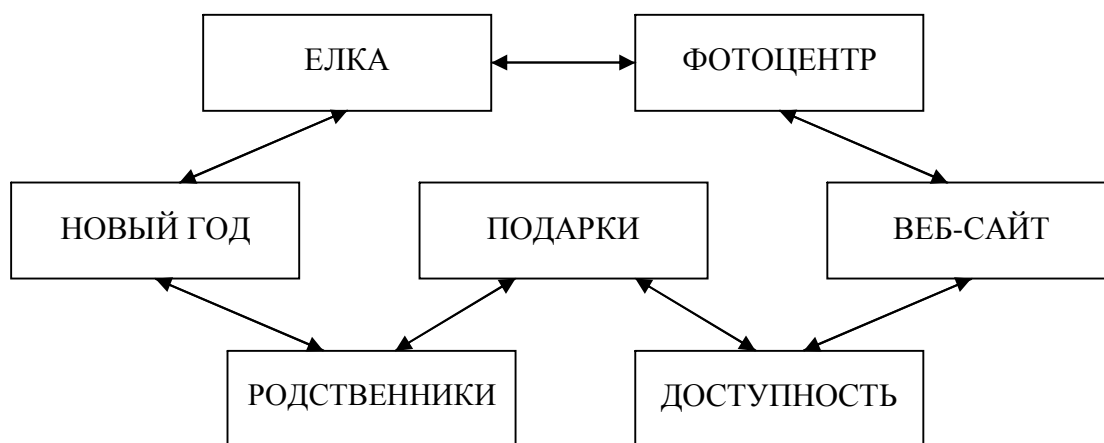 ЕЛКА
ФОТОЦЕНТР
НОВЫЙ ГОД
ПОДАРКИ
ВЕБ-САЙТ
РОДСТВЕННИКИ
ДОСТУПНОСТЬ